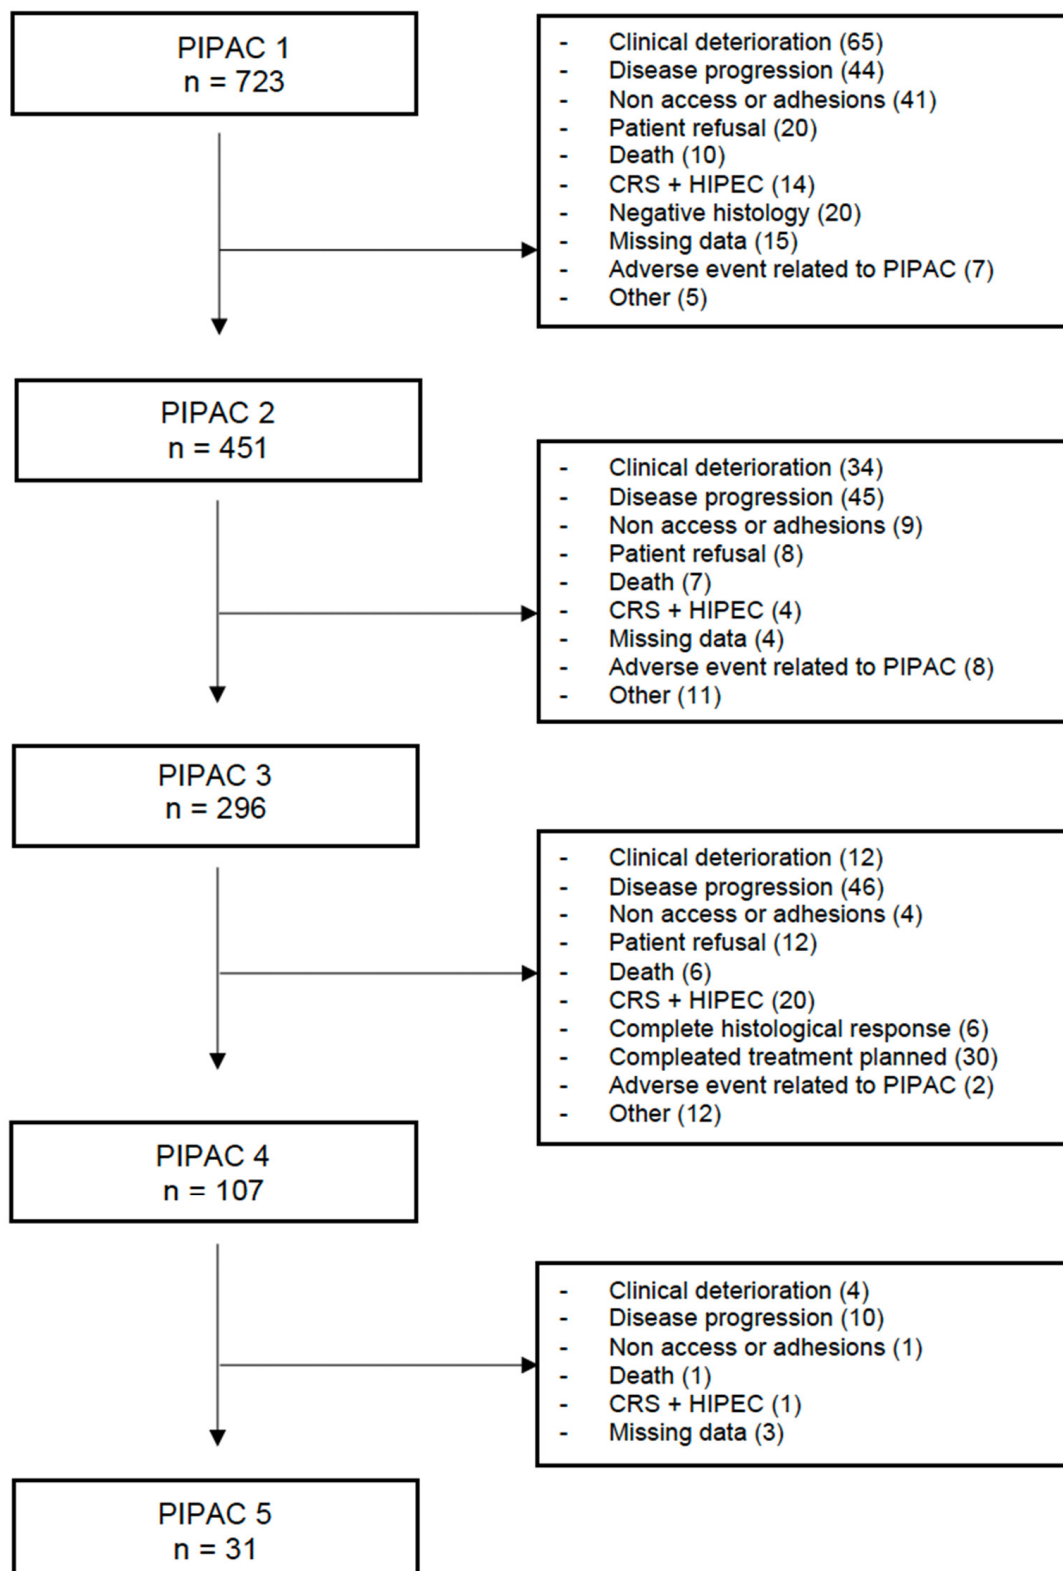 PIPAC 1
n = 723
- Clinical deterioration (65)
- Disease progression (44)
- Non access or adhesions (41)
- Patient refusal (20)
- Death (10)
- CRS + HIPEC (14)
- Negative histology (20)
- Missing data (15)
- Adverse event related to PIPAC (7)
- Other (5)
PIPAC 2
n = 451
- Clinical deterioration (34)
- Disease progression (45)
- Non access or adhesions (9)
- Patient refusal (8)
- Death (7)
- CRS + HIPEC (4)
- Missing data (4)
- Adverse event related to PIPAC (8)
- Other (11)
PIPAC 3
n = 296
- Clinical deterioration (12)
- Disease progression (46)
- Non access or adhesions (4)
- Patient refusal (12)
- Death (6)
- CRS + HIPEC (20)
- Complete histological response (6)
- Compleated treatment planned (30)
- Adverse event related to PIPAC (2)
- Other (12)
PIPAC 4
n = 107
- Clinical deterioration (4)
- Disease progression (10)
- Non access or adhesions (1)
- Death (1)
- CRS + HIPEC (1)
- Missing data (3)
PIPAC 5
n = 31